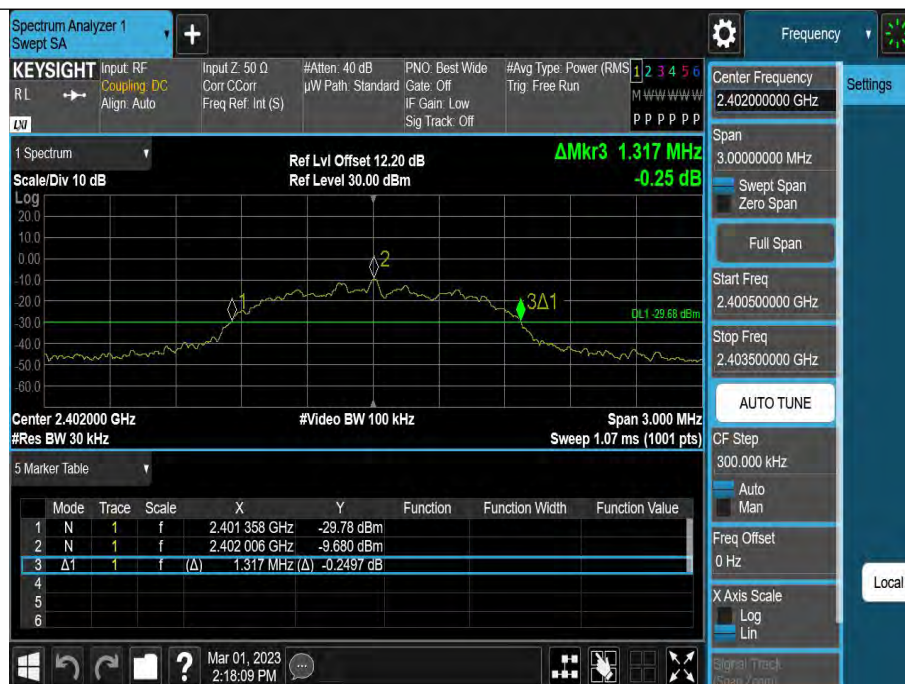 Spectrum Analyzer 1
Swept SA
+
Frequency
KEYSIGHT
RL
LXI
Input: RF
Coupling: DC
Align: Auto
Input Z: 50 Ω
Corr CCorr
Freq Ref: Int (S)
#Atten: 40 dB
µW Path: Standard
PNO: Best Wide
Gate: Off
IF Gain: Low
Sig Track: Off
#Avg Type: Power (RMS
Trig: Free Run
1 2 3 4 5 6
M W W W W W
P P P P P P
1 Spectrum
Scale/Div 10 dB
Ref Lvl Offset 12.20 dB
Ref Level 30.00 dBm
ΔMkr3 1.317 MHz
-0.25 dB
Log
20.0
10.0
0.00
-10.0
-20.0
-30.0
-40.0
-50.0
-60.0
1
2
3Δ1
DL1 -29.68 dBm
Center 2.402000 GHz
#Video BW 100 kHz
Span 3.000 MHz
#Res BW 30 kHz
Sweep 1.07 ms (1001 pts)
5 Marker Table
Mode Trace Scale X Y Function Function Width Function Value
1 N 1 f 2.401 358 GHz -29.78 dBm
2 N 1 f 2.402 006 GHz -9.680 dBm
3 Δ1 1 f (Δ) 1.317 MHz (Δ) -0.2497 dB
4
5
6
Mar 01, 2023
2:18:09 PM
?
Center Frequency
2.402000000 GHz
Settings
Span
3.00000000 MHz
Swept Span
Zero Span
Full Span
Start Freq
2.400500000 GHz
Stop Freq
2.403500000 GHz
AUTO TUNE
CF Step
300.000 kHz
Auto
Man
Freq Offset
0 Hz
X Axis Scale
Log
Lin
Signal Track
(Span Zoom)
Local